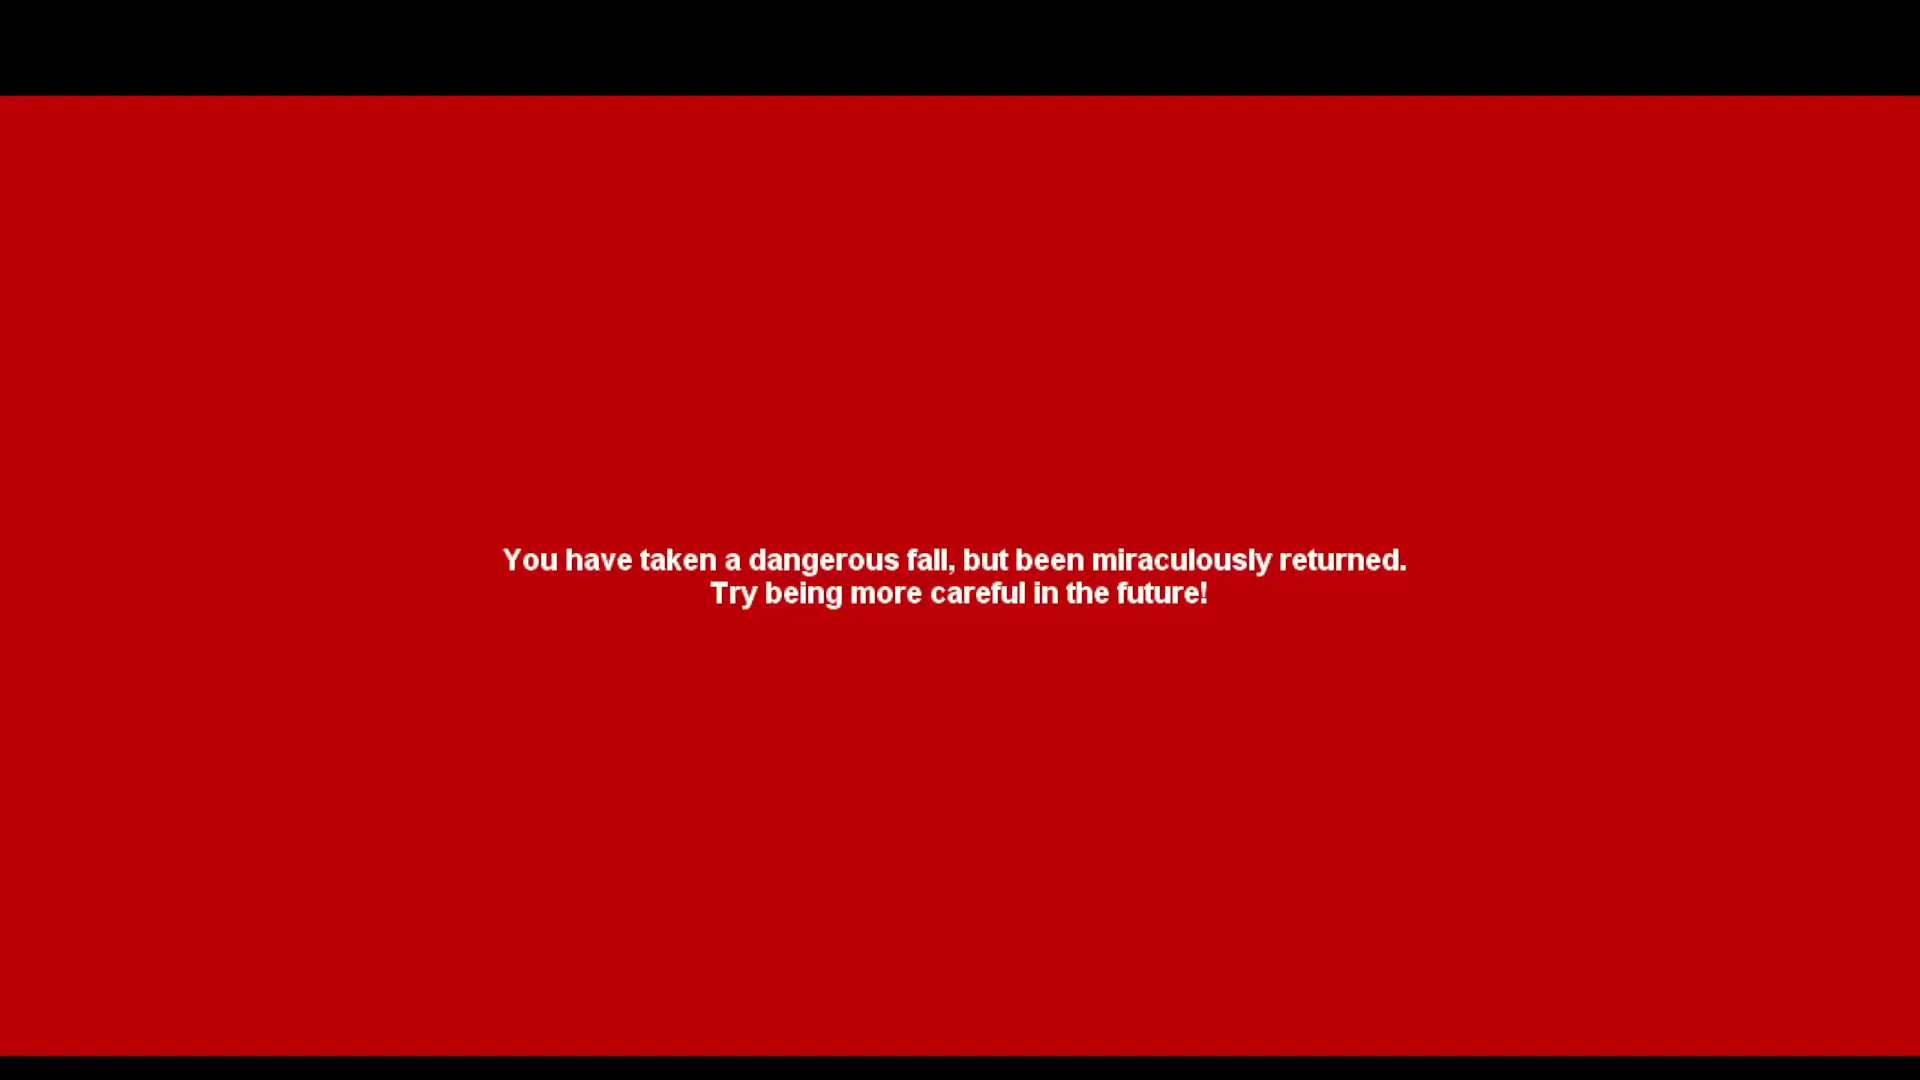 You have taken a dangerous fall, but been miraculously returned.
Try being more careful in the future!